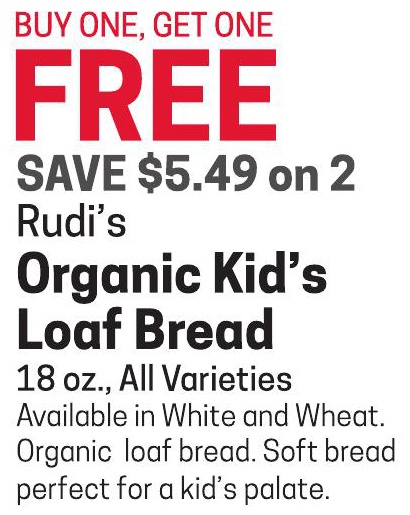 BUY ONE, GET ONE
FREE
SAVE $5.49 on 2
Rudi's
Organic Kid's
Loaf Bread
18 oz., All Varieties
Available in White and Wheat.
Organic loaf bread. Soft bread
perfect for a kid's palate.